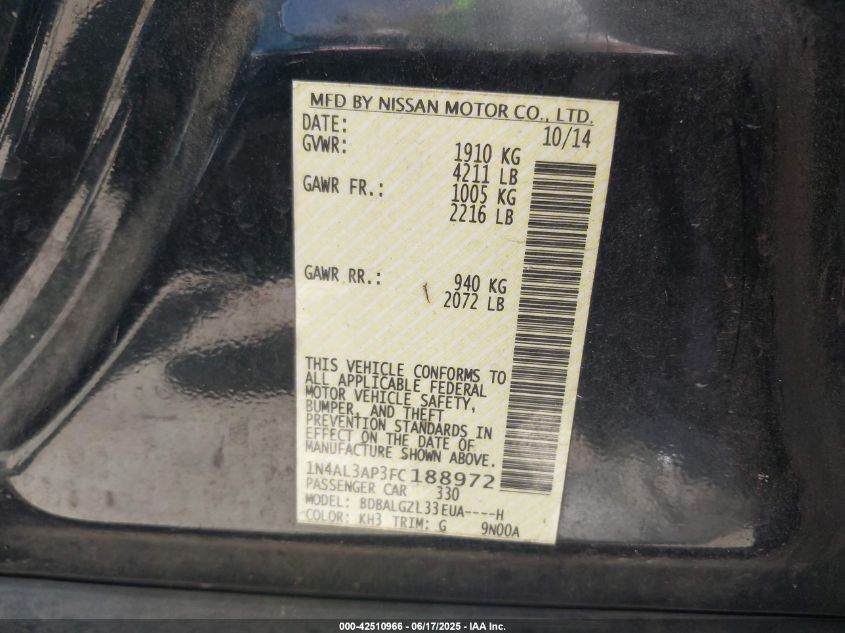 MFD BY NISSAN MOTOR CO., LTD.
DATE: 10/14
GVWR: 1910 KG
4211 LB
GAWR FR.: 1005 KG
2216 LB
GAWR RR.: 940 KG
2072 LB
THIS VEHICLE CONFORMS TO
ALL APPLICABLE FEDERAL
MOTOR VEHICLE SAFETY,
BUMPER, AND THEFT
PREVENTION STANDARDS IN
EFFECT ON THE DATE OF
MANUFACTURE SHOWN ABOVE.
1N4AL3AP3FC188972
PASSENGER CAR 330
MODEL: BDBALGZL33EUA----H
COLOR: KH3 TRIM: G 9N00A
000-42510966 - 06/17/2025 - IAA Inc.